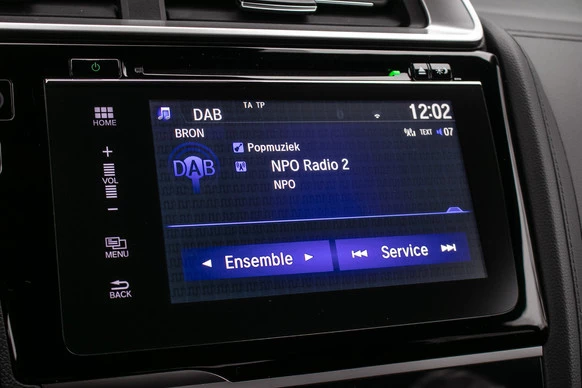 DAB
TA TP
12:02
BRON
TEXT
07
DAB
Popmuziek
NPO Radio 2
NPO
Ensemble
Service
HOME
+
VOL
−
MENU
BACK